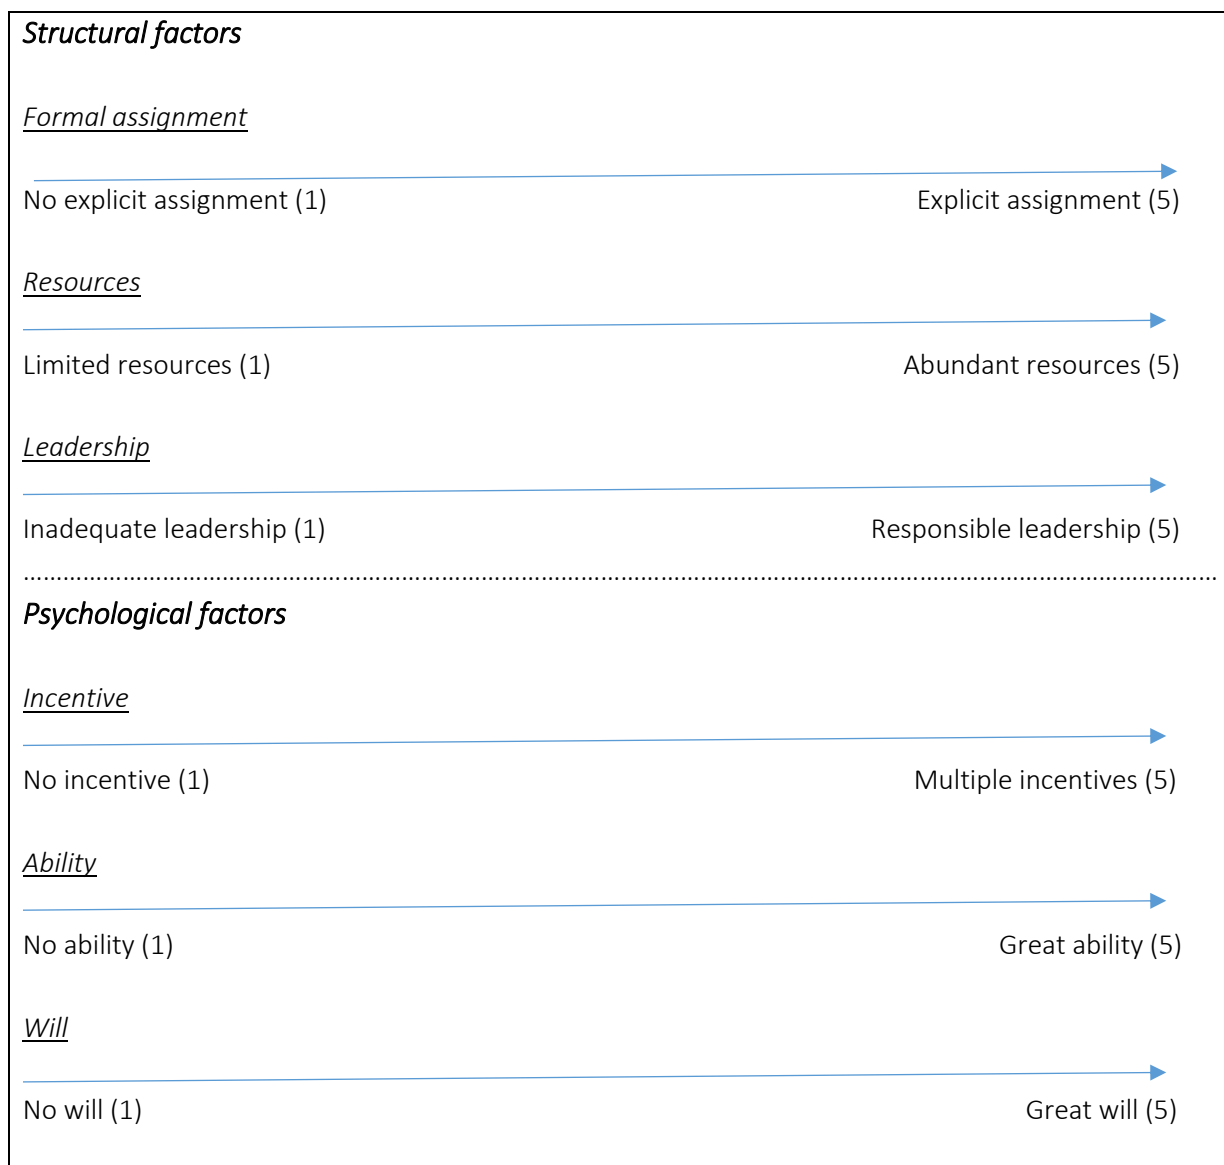 Structural factors
Formal assignment
No explicit assignment (1) Explicit assignment (5)
Resources
Limited resources (1) Abundant resources (5)
Leadership
Inadequate leadership (1) Responsible leadership (5)
Psychological factors
Incentive
No incentive (1) Multiple incentives (5)
Ability
No ability (1) Great ability (5)
Will
No will (1) Great will (5)